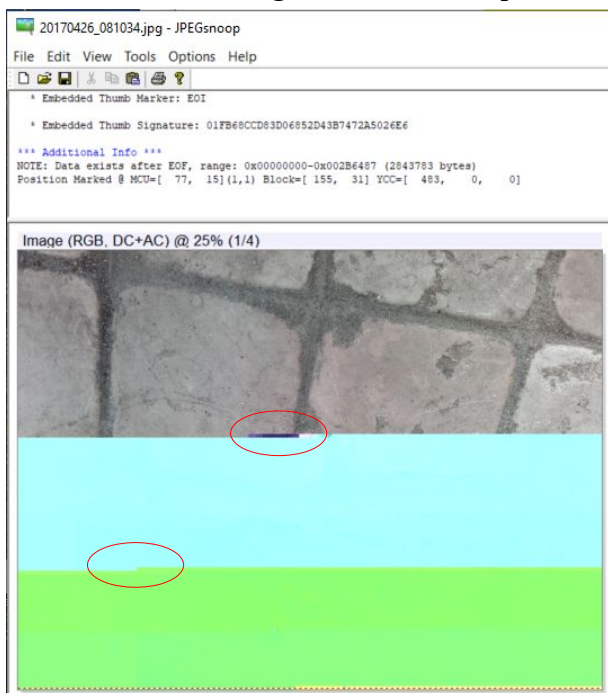 20170426_081034.jpg - JPEGsnoop
File Edit View Tools Options Help
* Embedded Thumb Marker: EOI
* Embedded Thumb Signature: 01FB68CCD83D06852D43B7472A5026E6
*** Additional Info ***
NOTE: Data exists after EOF, range: 0x00000000-0x002B6487 (2843783 bytes)
Position Marked @ MCU=[ 77, 15](1,1) Block=[ 155, 31] YCC=[ 483, 0, 0]
Image (RGB, DC+AC) @ 25% (1/4)